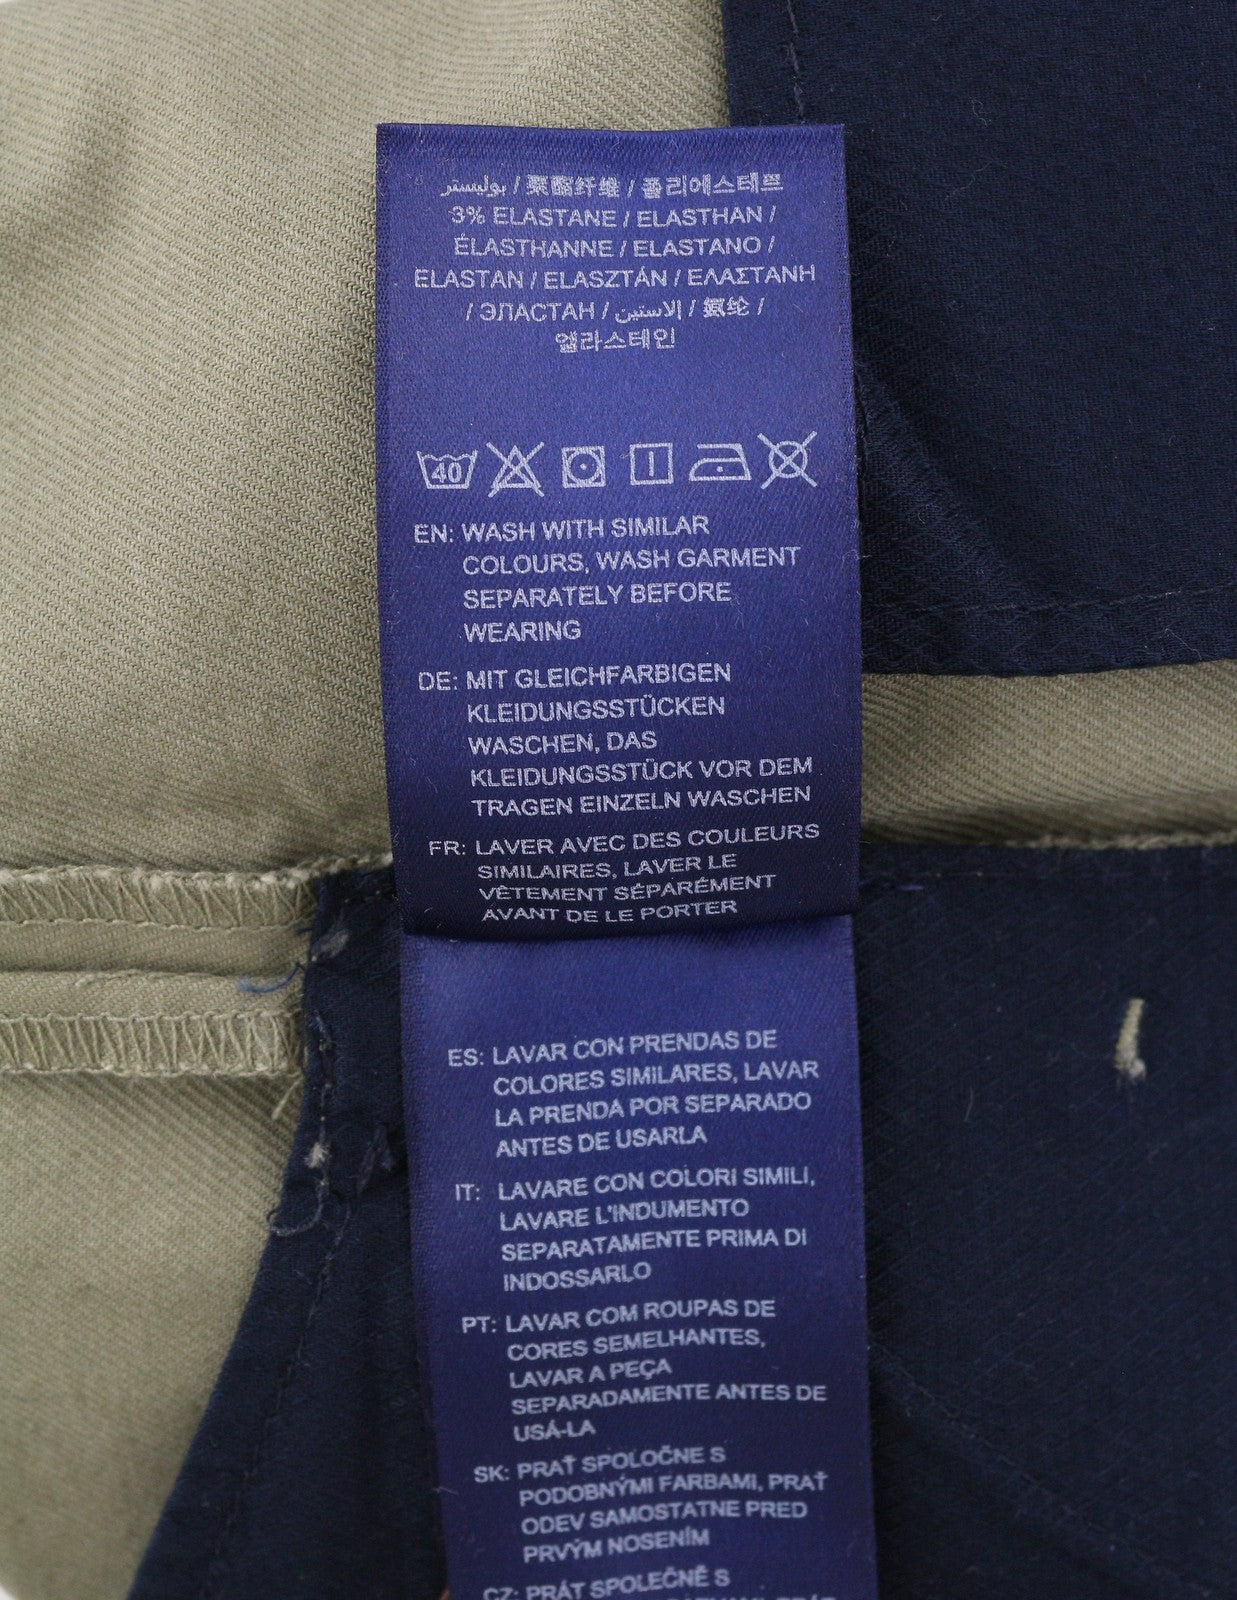 بوليستر / 聚酯纤维 / 폴리에스테르
3% ELASTANE / ELASTHAN /
ÉLASTHANNE / ELASTANO /
ELASTAN / ELASZTÁN / ΕΛΑΣΤΑΝΗ
/ ЭЛАСТАН / الاستين / 氨纶 /
엘라스테인
40
EN: WASH WITH SIMILAR
COLOURS, WASH GARMENT
SEPARATELY BEFORE
WEARING
DE: MIT GLEICHFARBIGEN
KLEIDUNGSSTÜCKEN
WASCHEN, DAS
KLEIDUNGSSTÜCK VOR DEM
TRAGEN EINZELN WASCHEN
FR: LAVER AVEC DES COULEURS
SIMILAIRES, LAVER LE
VÊTEMENT SÉPARÉMENT
AVANT DE LE PORTER
ES: LAVAR CON PRENDAS DE
COLORES SIMILARES, LAVAR
LA PRENDA POR SEPARADO
ANTES DE USARLA
IT: LAVARE CON COLORI SIMILI,
LAVARE L'INDUMENTO
SEPARATAMENTE PRIMA DI
INDOSSARLO
PT: LAVAR COM ROUPAS DE
CORES SEMELHANTES,
LAVAR A PEÇA
SEPARADAMENTE ANTES DE
USÁ-LA
SK: PRAŤ SPOLOČNE S
PODOBNÝMI FARBAMI, PRAŤ
ODEV SAMOSTATNE PRED
PRVÝM NOSENÍM
CZ: PRÁT SPOLEČNĚ S